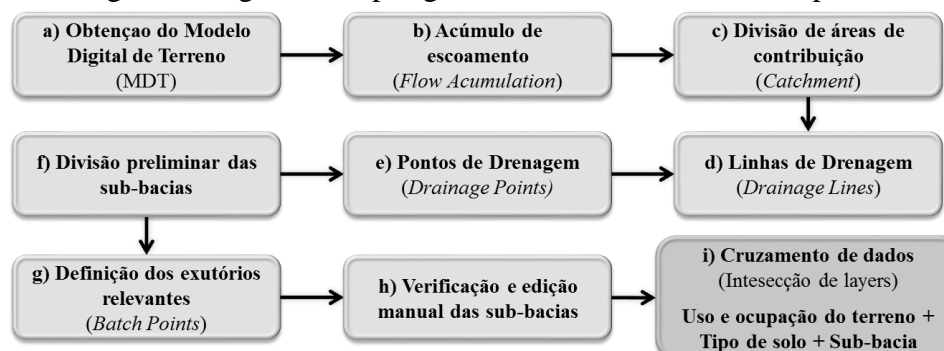 a) Obtençao do Modelo
Digital de Terreno
(MDT)
b) Acúmulo de
escoamento
(Flow Acumulation)
c) Divisão de áreas de
contribuição
(Catchment)
f) Divisão preliminar das
sub-bacias
e) Pontos de Drenagem
(Drainage Points)
d) Linhas de Drenagem
(Drainage Lines)
g) Definição dos exutórios
relevantes
(Batch Points)
h) Verificação e edição
manual das sub-bacias
i) Cruzamento de dados
(Intesecção de layers)
Uso e ocupação do terreno +
Tipo de solo + Sub-bacia